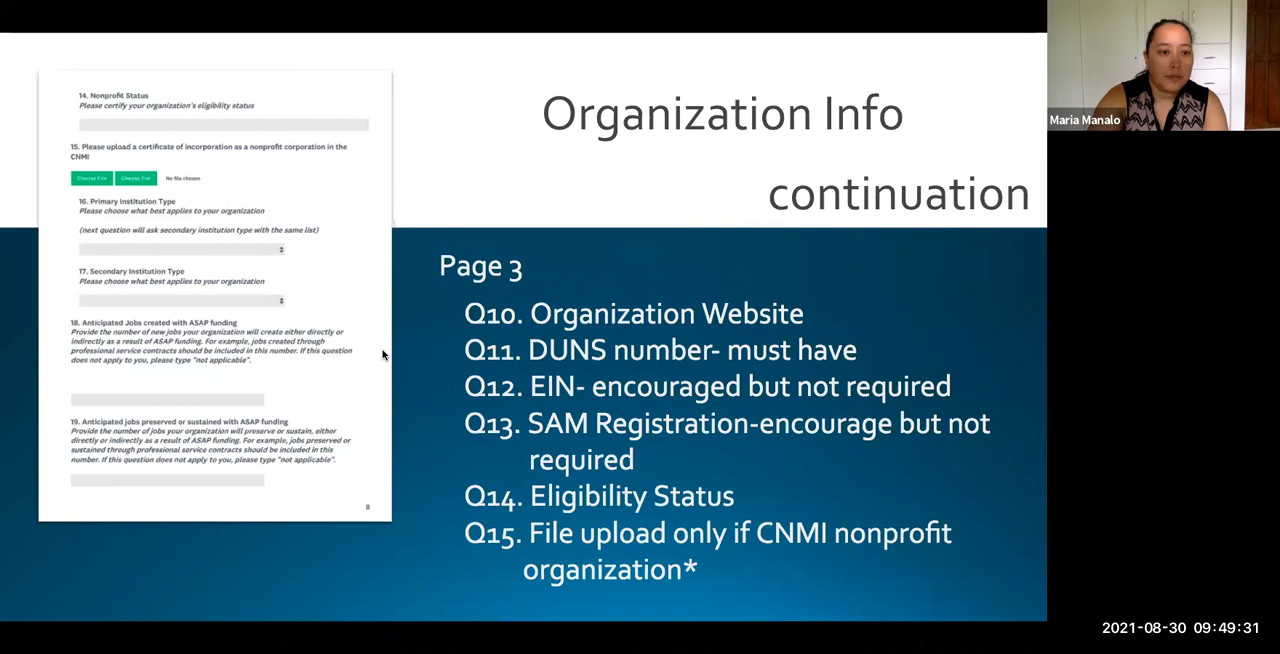 14. Nonprofit Status
Please certify your organization's eligibility status
15. Please upload a certificate of incorporation as a nonprofit corporation in the
CNMI
Choose File Choose File No file chosen
16. Primary Institution Type
Please choose what best applies to your organization
(next question will ask secondary institution type with the same list)
17. Secondary Institution Type
Please choose what best applies to your organization
18. Anticipated Jobs created with ASAP funding
Provide the number of new jobs your organization will create either directly or
indirectly as a result of ASAP funding. For example, jobs created through
professional service contracts should be included in this number. If this question
does not apply to you, please type "not applicable".
19. Anticipated jobs preserved or sustained with ASAP funding
Provide the number of jobs your organization will preserve or sustain, either
directly or indirectly as a result of ASAP funding. For example, jobs preserved or
sustained through professional service contracts should be included in this
number. If this question does not apply to you, please type "not applicable".
8
Organization Info
continuation
Page 3
Q10. Organization Website
Q11. DUNS number- must have
Q12. EIN- encouraged but not required
Q13. SAM Registration-encourage but not
required
Q14. Eligibility Status
Q15. File upload only if CNMI nonprofit
organization*
Maria Manalo
2021-08-30 09:49:31